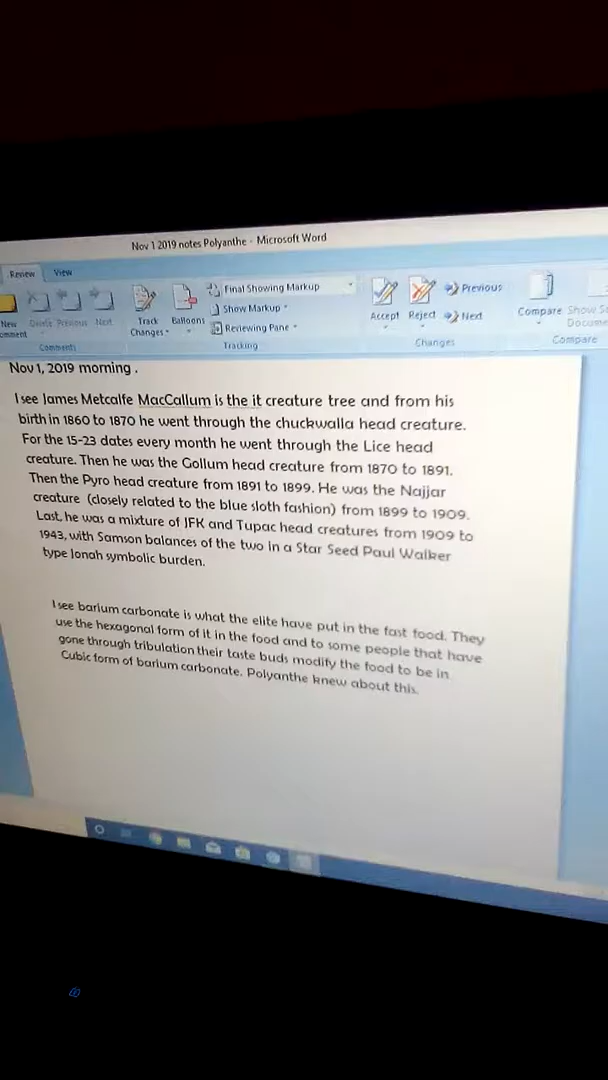 Nov 1 2019 notes Polyanthe - Microsoft Word
Review View
New Delete Previous Next
Comments
Track Changes
Balloons
Final Showing Markup
Show Markup
Reviewing Pane
Tracking
Accept Reject
Previous
Next
Changes
Compare Show
Compare
Nov 1, 2019 morning .
I see James Metcalfe MacCallum is the it creature tree and from his
birth in 1860 to 1870 he went through the chuckwalla head creature.
For the 15-23 dates every month he went through the Lice head
creature. Then he was the Gollum head creature from 1870 to 1891.
Then the Pyro head creature from 1891 to 1899. He was the Najjar
creature (closely related to the blue sloth fashion) from 1899 to 1909.
Last, he was a mixture of JFK and Tupac head creatures from 1909 to
1943, with Samson balances of the two in a Star Seed Paul Walker
type Jonah symbolic burden.
I see barium carbonate is what the elite have put in the fast food. They
use the hexagonal form of it in the food and to some people that have
gone through tribulation their taste buds modify the food to be in
Cubic form of barium carbonate. Polyanthe knew about this.